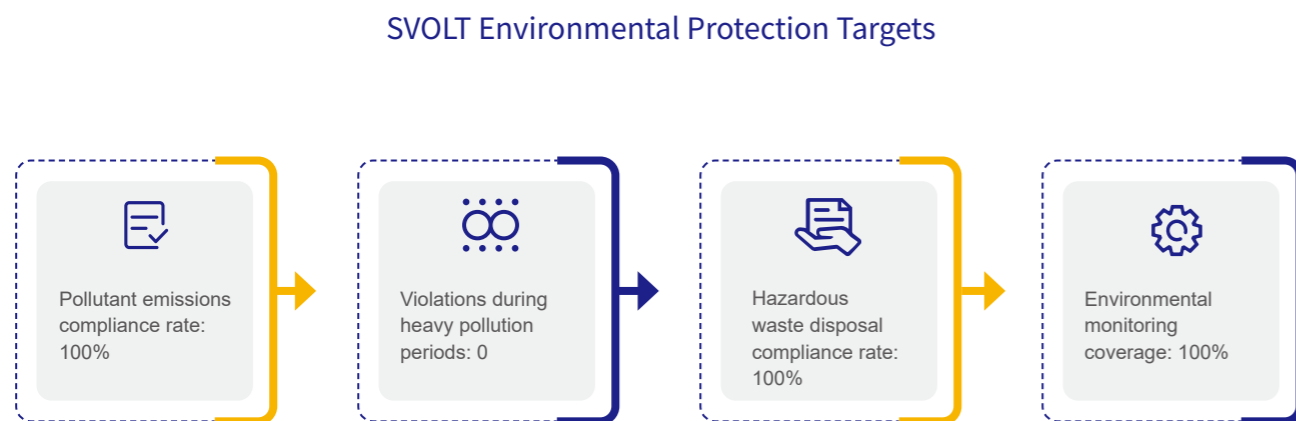 SVOLT Environmental Protection Targets
Pollutant emissions
compliance rate:
100%
Violations during
heavy pollution
periods: 0
Hazardous
waste disposal
compliance rate:
100%
Environmental
monitoring
coverage: 100%